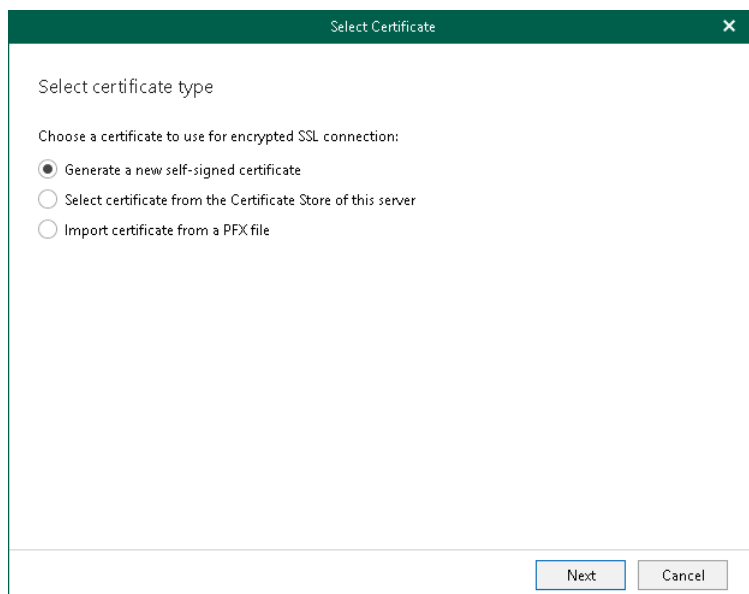 Select Certificate
Select certificate type
Choose a certificate to use for encrypted SSL connection:
Generate a new self-signed certificate
Select certificate from the Certificate Store of this server
Import certificate from a PFX file
Next
Cancel